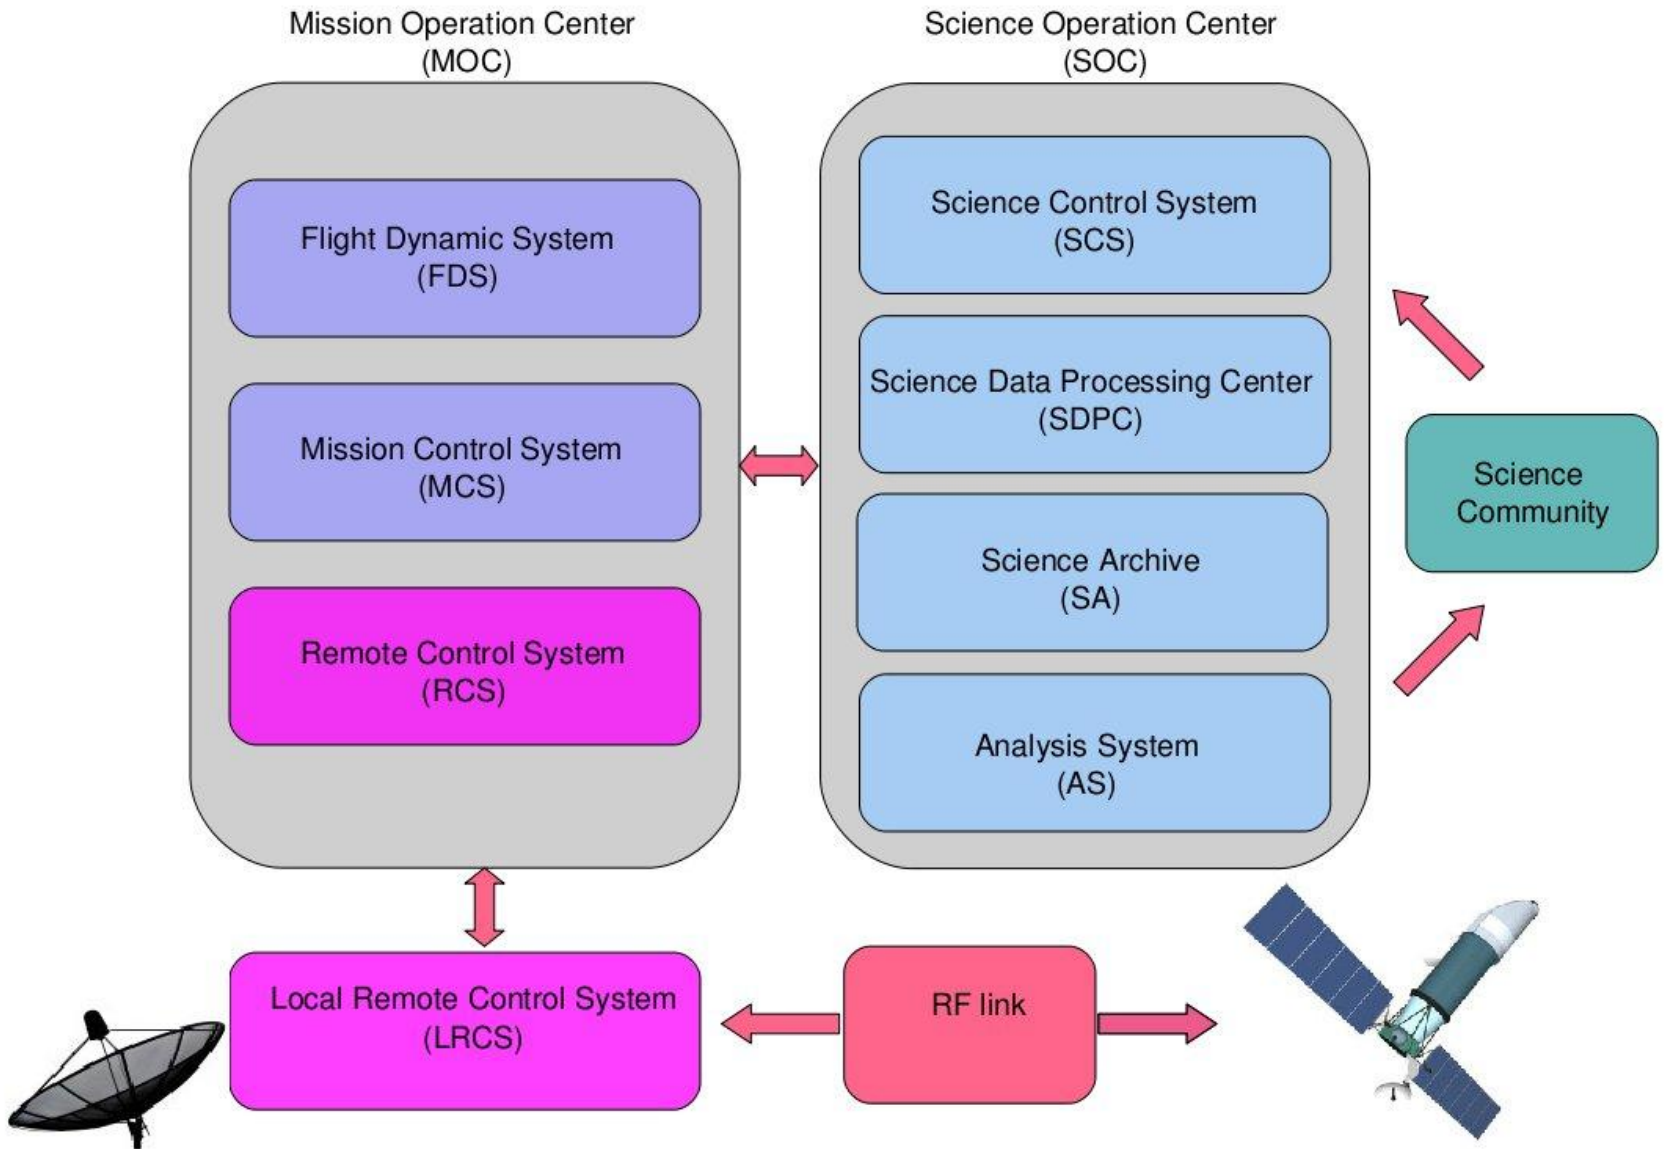 Mission Operation Center
(MOC)
Science Operation Center
(SOC)
Flight Dynamic System
(FDS)
Mission Control System
(MCS)
Remote Control System
(RCS)
Science Control System
(SCS)
Science Data Processing Center
(SDPC)
Science Archive
(SA)
Analysis System
(AS)
Science
Community
Local Remote Control System
(LRCS)
RF link